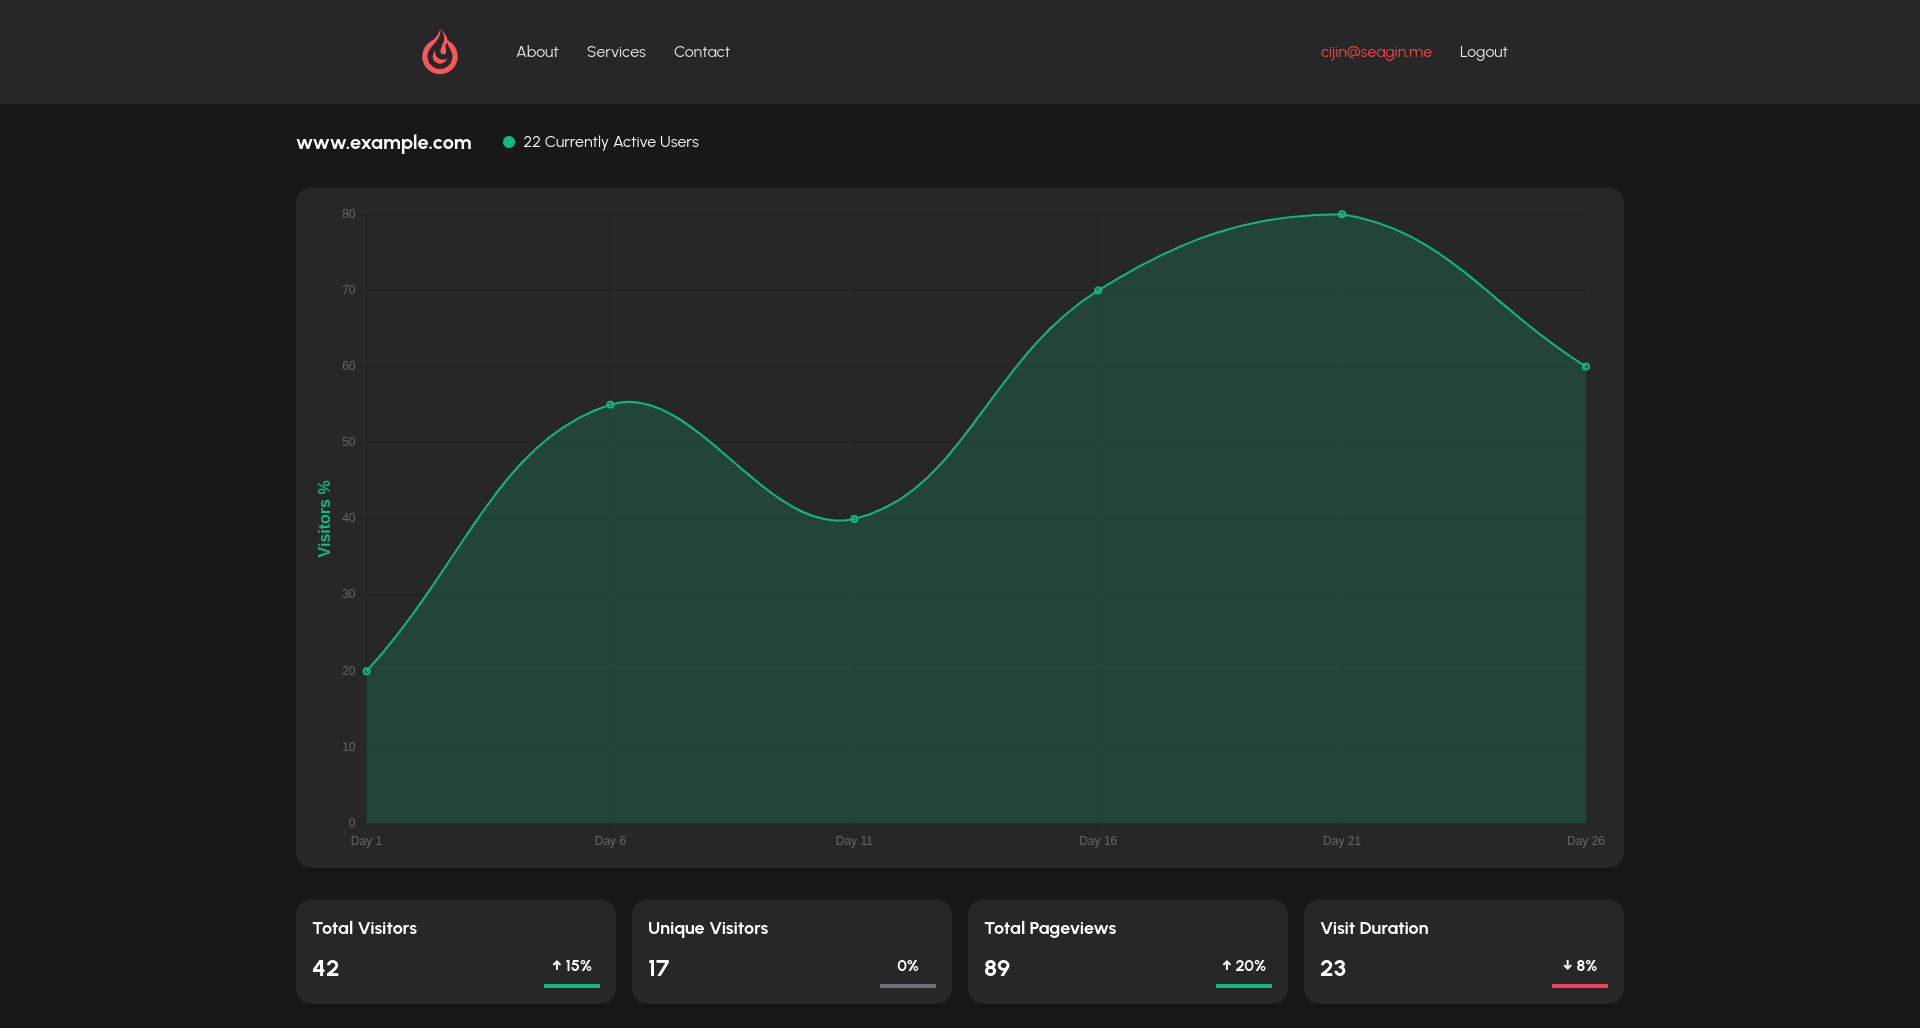 About Services Contact cijin@seagin.me Logout
www.example.com 22 Currently Active Users
Visitors %
80
70
60
50
40
30
20
10
0
Day 1 Day 6 Day 11 Day 16 Day 21 Day 26
Total Visitors
42 ↑ 15%
Unique Visitors
17 0%
Total Pageviews
89 ↑ 20%
Visit Duration
23 ↓ 8%